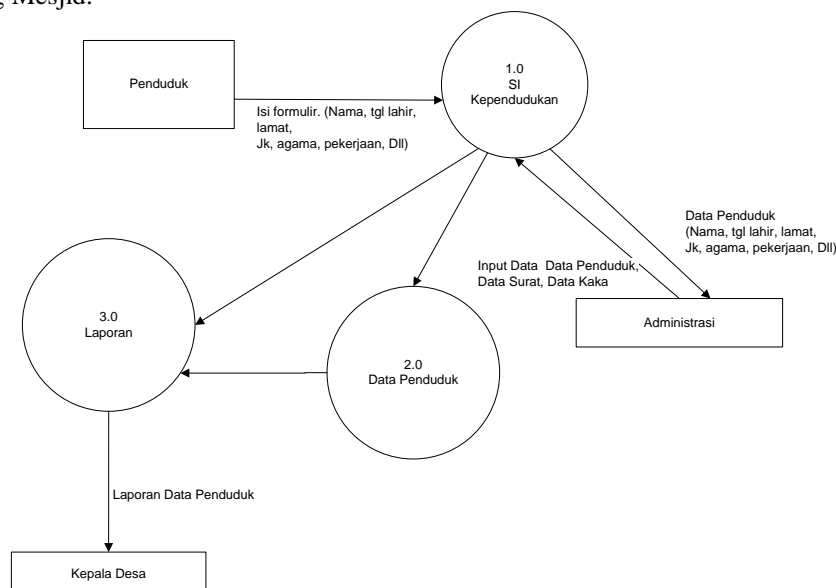 Mesjid.
Penduduk
1.0
SI
Kependudukan
Isi formulir. (Nama, tgl lahir,
lamat,
Jk, agama, pekerjaan, Dll)
Data Penduduk
(Nama, tgl lahir, lamat,
Jk, agama, pekerjaan, Dll)
Input Data  Data Penduduk,
Data Surat, Data Kaka
3.0
Laporan
Administrasi
2.0
Data Penduduk
Laporan Data Penduduk
Kepala Desa